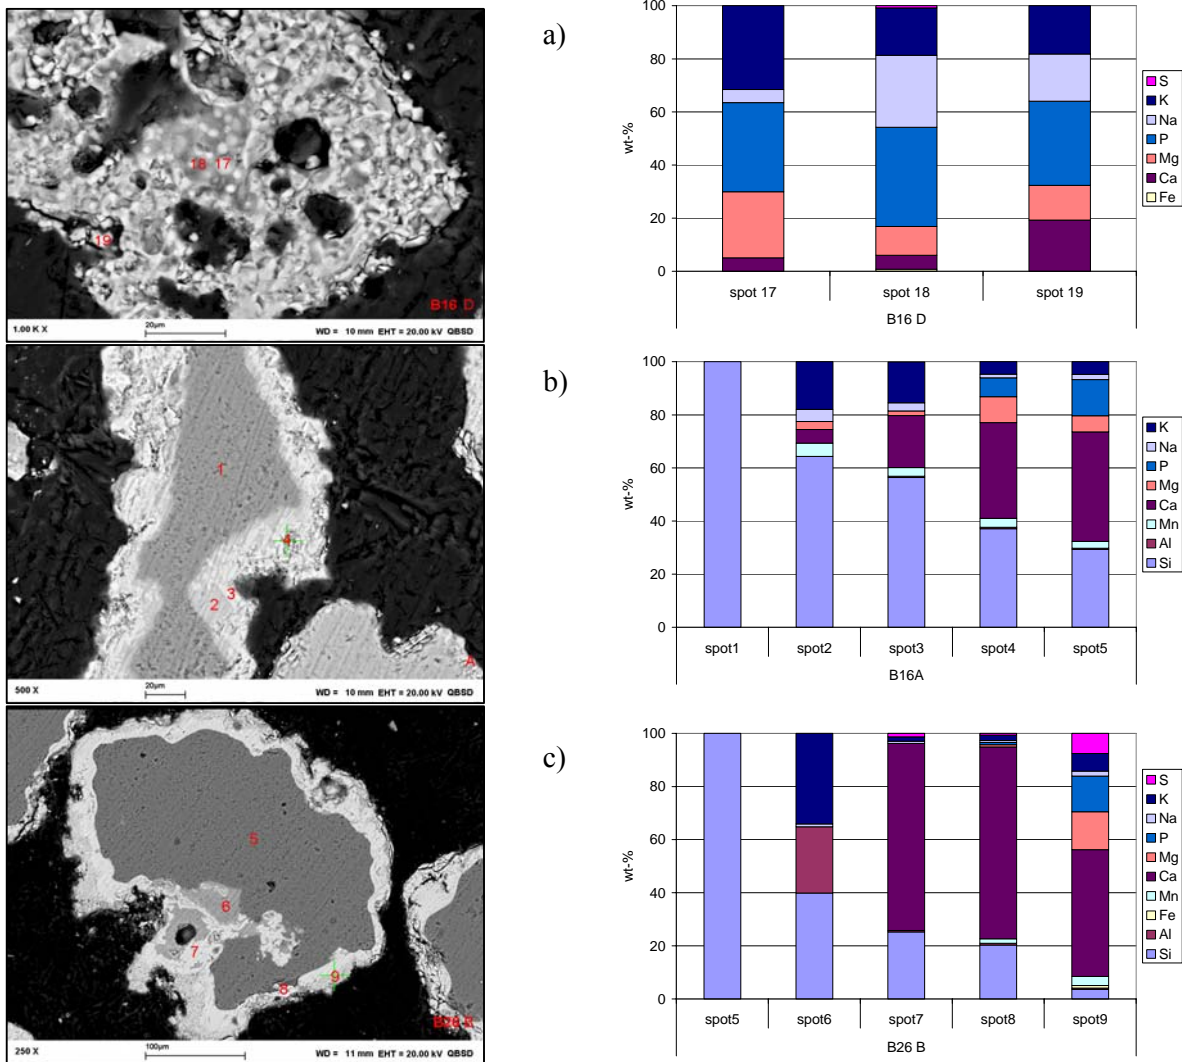 a)
18 17
19
B16 D
1.00 K X 20µm WD = 10 mm EHT = 20.00 kV QBSD
wt-%
100
80
60
40
20
0
spot 17 spot 18 spot 19
B16 D
S
K
Na
P
Mg
Ca
Fe
b)
1
4
3
2
A
500 X 20µm WD = 10 mm EHT = 20.00 kV QBSD
wt-%
100
80
60
40
20
0
spot1 spot2 spot3 spot4 spot5
B16A
K
Na
P
Mg
Ca
Mn
Al
Si
c)
5
6
7
9
8
250 X 100µm WD = 11 mm EHT = 20.00 kV QBSD
wt-%
100
80
60
40
20
0
spot5 spot6 spot7 spot8 spot9
B26 B
S
K
Na
P
Mg
Ca
Mn
Fe
Al
Si